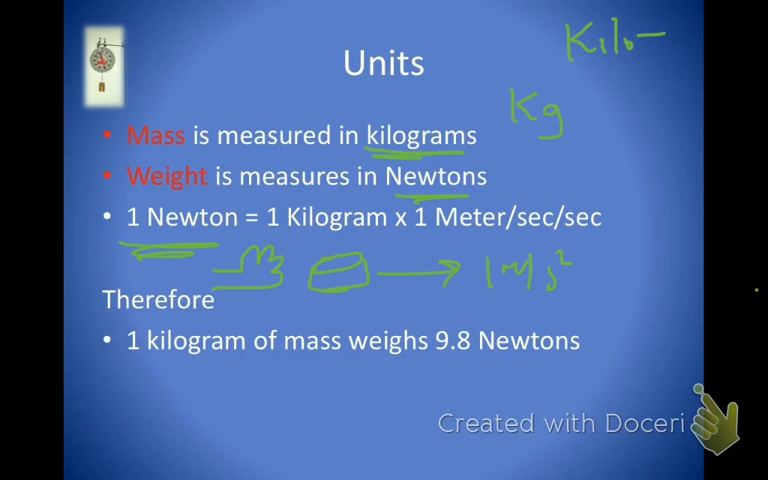 Kilo-
Units
Kg
• Mass is measured in kilograms
• Weight is measures in Newtons
• 1 Newton = 1 Kilogram x 1 Meter/sec/sec
1 m/s²
Therefore
• 1 kilogram of mass weighs 9.8 Newtons
Created with Doceri